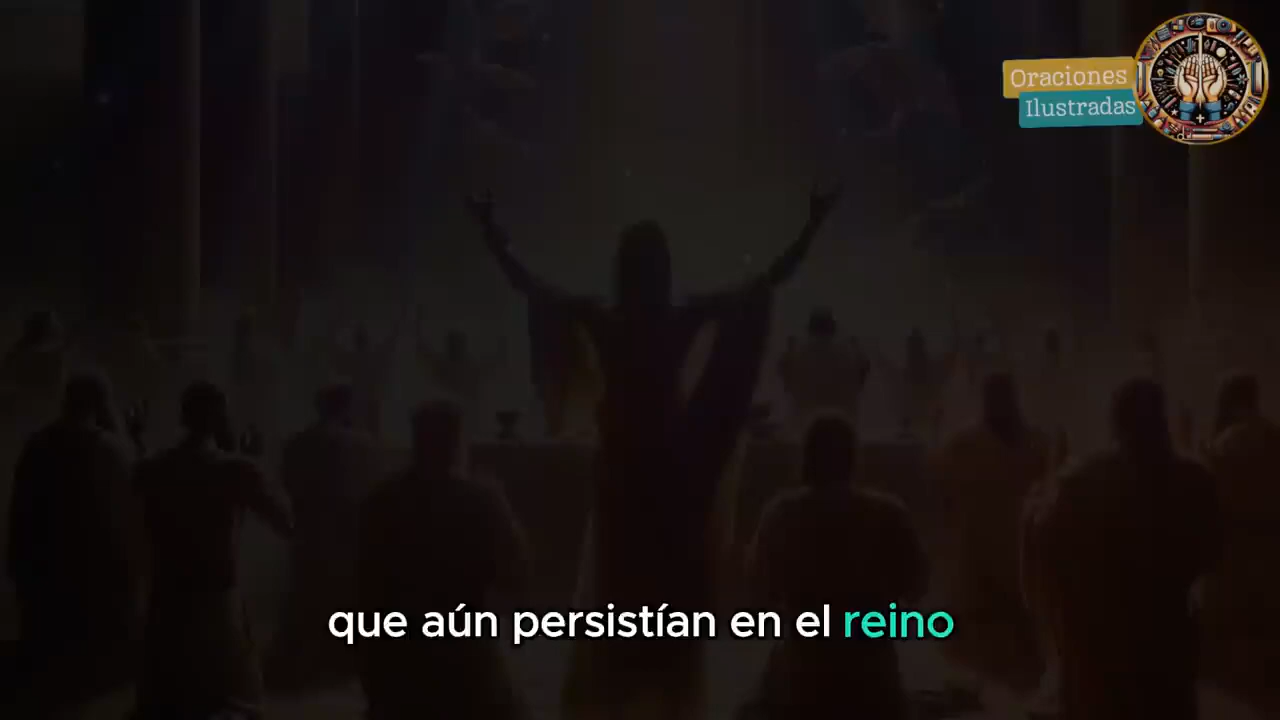 Oraciones
Ilustradas
que aún persistían en el reino